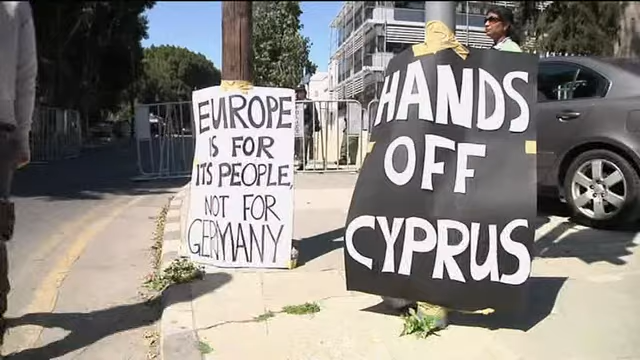 EUROPE
IS FOR
ITS PEOPLE,
NOT FOR
GERMANY
HANDS
OFF
CYPRUS